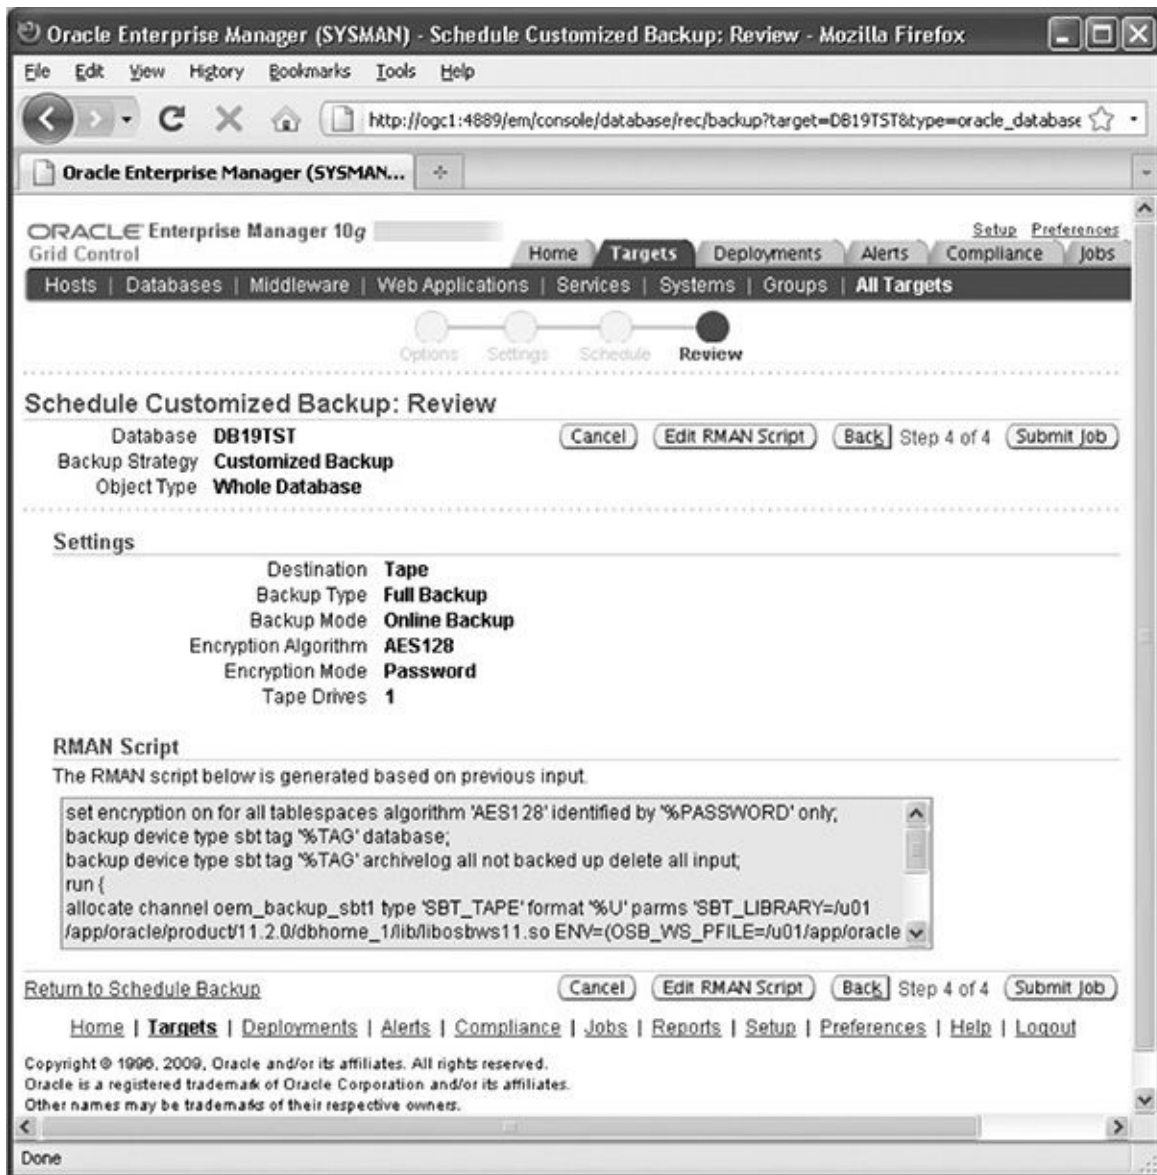 Oracle Enterprise Manager (SYSMAN) - Schedule Customized Backup: Review - Mozilla Firefox
File Edit View History Bookmarks Tools Help
http://ogc1:4889/em/console/database/rec/backup?target=DB19TST&type=oracle_database
Oracle Enterprise Manager (SYSMAN...
ORACLE Enterprise Manager 10g
Setup Preferences
Grid Control
Home Targets Deployments Alerts Compliance Jobs
Hosts | Databases | Middleware | Web Applications | Services | Systems | Groups | All Targets
Options Settings Schedule Review
Schedule Customized Backup: Review
Database DB19TST
Cancel Edit RMAN Script Back Step 4 of 4 Submit Job
Backup Strategy Customized Backup
Object Type Whole Database
Settings
Destination Tape
Backup Type Full Backup
Backup Mode Online Backup
Encryption Algorithm AES128
Encryption Mode Password
Tape Drives 1
RMAN Script
The RMAN script below is generated based on previous input.
set encryption on for all tablespaces algorithm 'AES128' identified by '%PASSWORD' only;
backup device type sbt tag '%TAG' database;
backup device type sbt tag '%TAG' archivelog all not backed up delete all input;
run {
allocate channel oem_backup_sbt1 type 'SBT_TAPE' format '%U' parms 'SBT_LIBRARY=/u01
/app/oracle/product/11.2.0/dbhome_1/lib/libosbws11.so ENV=(OSB_WS_PFILE=/u01/app/oracle
Return to Schedule Backup
Cancel Edit RMAN Script Back Step 4 of 4 Submit Job
Home | Targets | Deployments | Alerts | Compliance | Jobs | Reports | Setup | Preferences | Help | Logout
Copyright © 1996, 2009, Oracle and/or its affiliates. All rights reserved.
Oracle is a registered trademark of Oracle Corporation and/or its affiliates.
Other names may be trademarks of their respective owners.
Done